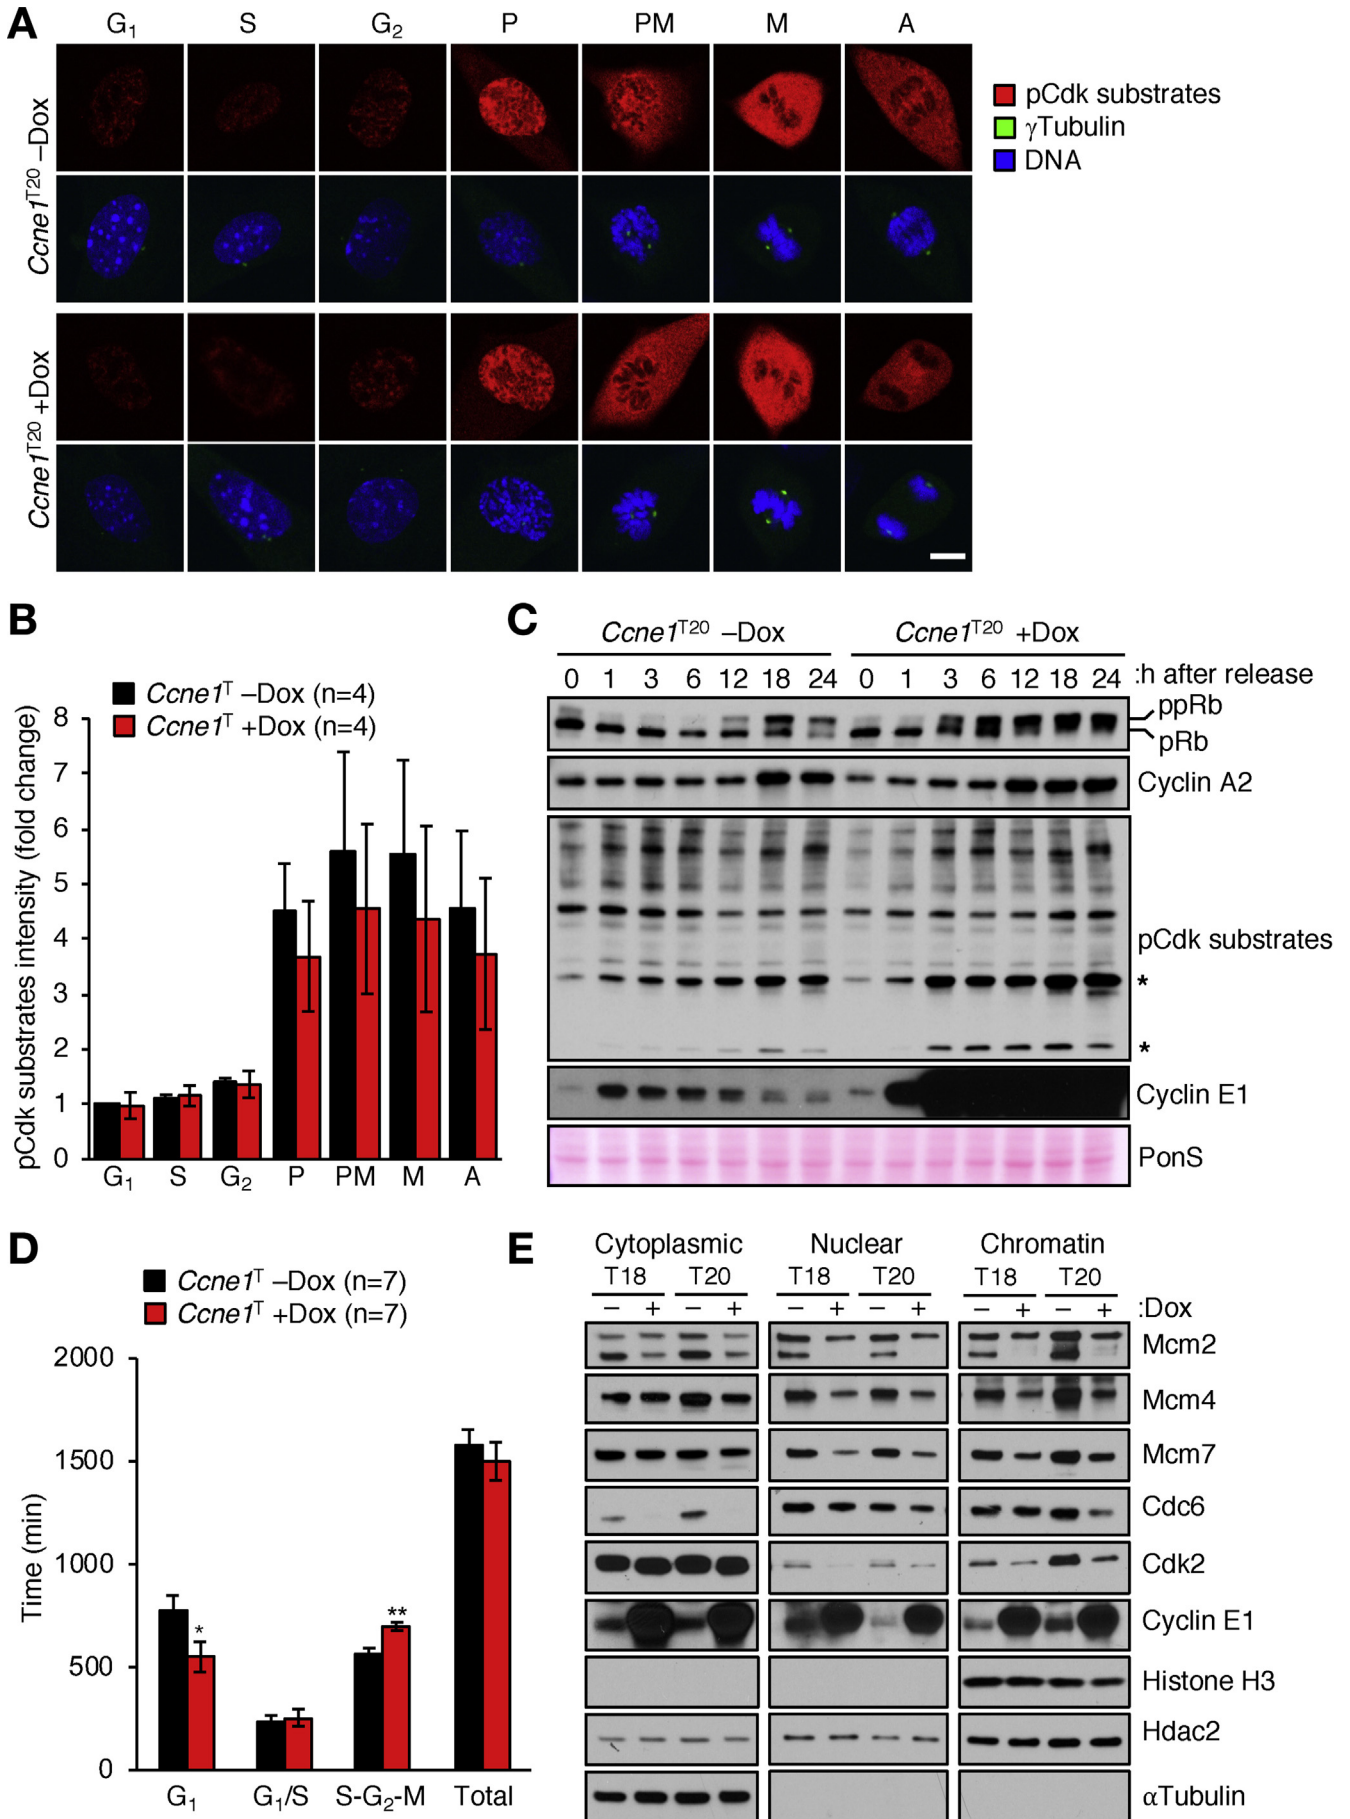 A
G₁ S G₂ P PM M A
Ccne1ᵀ²⁰ –Dox
Ccne1ᵀ²⁰ +Dox
pCdk substrates
γTubulin
DNA
B
Ccne1ᵀ –Dox (n=4)
Ccne1ᵀ +Dox (n=4)
pCdk substrates intensity (fold change)
8
7
6
5
4
3
2
1
0
G₁ S G₂ P PM M A
C
Ccne1ᵀ²⁰ –Dox Ccne1ᵀ²⁰ +Dox
0 1 3 6 12 18 24 0 1 3 6 12 18 24 :h after release
ppRb
pRb
Cyclin A2
pCdk substrates
*
*
Cyclin E1
PonS
D
Ccne1ᵀ –Dox (n=7)
Ccne1ᵀ +Dox (n=7)
Time (min)
2000
1500
1000
500
0
*
**
G₁ G₁/S S-G₂-M Total
E
Cytoplasmic Nuclear Chromatin
T18 T20 T18 T20 T18 T20
– + – + – + – + – + – + :Dox
Mcm2
Mcm4
Mcm7
Cdc6
Cdk2
Cyclin E1
Histone H3
Hdac2
αTubulin